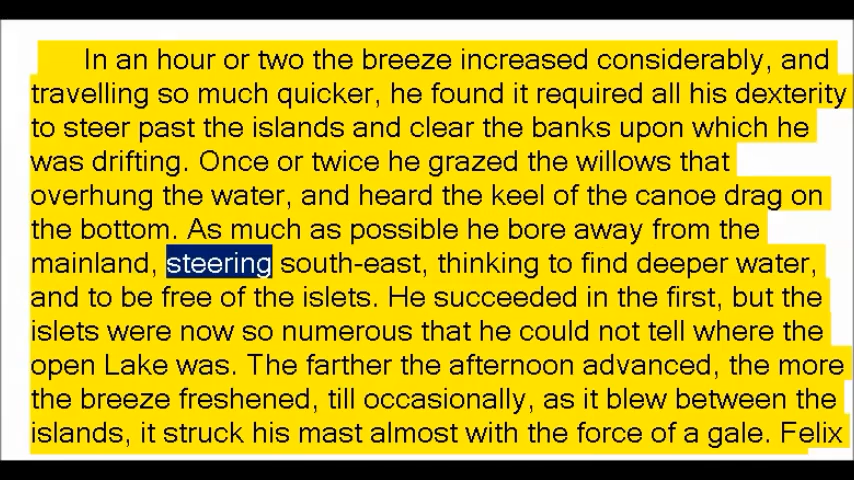 In an hour or two the breeze increased considerably, and
travelling so much quicker, he found it required all his dexterity
to steer past the islands and clear the banks upon which he
was drifting. Once or twice he grazed the willows that
overhung the water, and heard the keel of the canoe drag on
the bottom. As much as possible he bore away from the
mainland, steering south-east, thinking to find deeper water,
and to be free of the islets. He succeeded in the first, but the
islets were now so numerous that he could not tell where the
open Lake was. The farther the afternoon advanced, the more
the breeze freshened, till occasionally, as it blew between the
islands, it struck his mast almost with the force of a gale. Felix